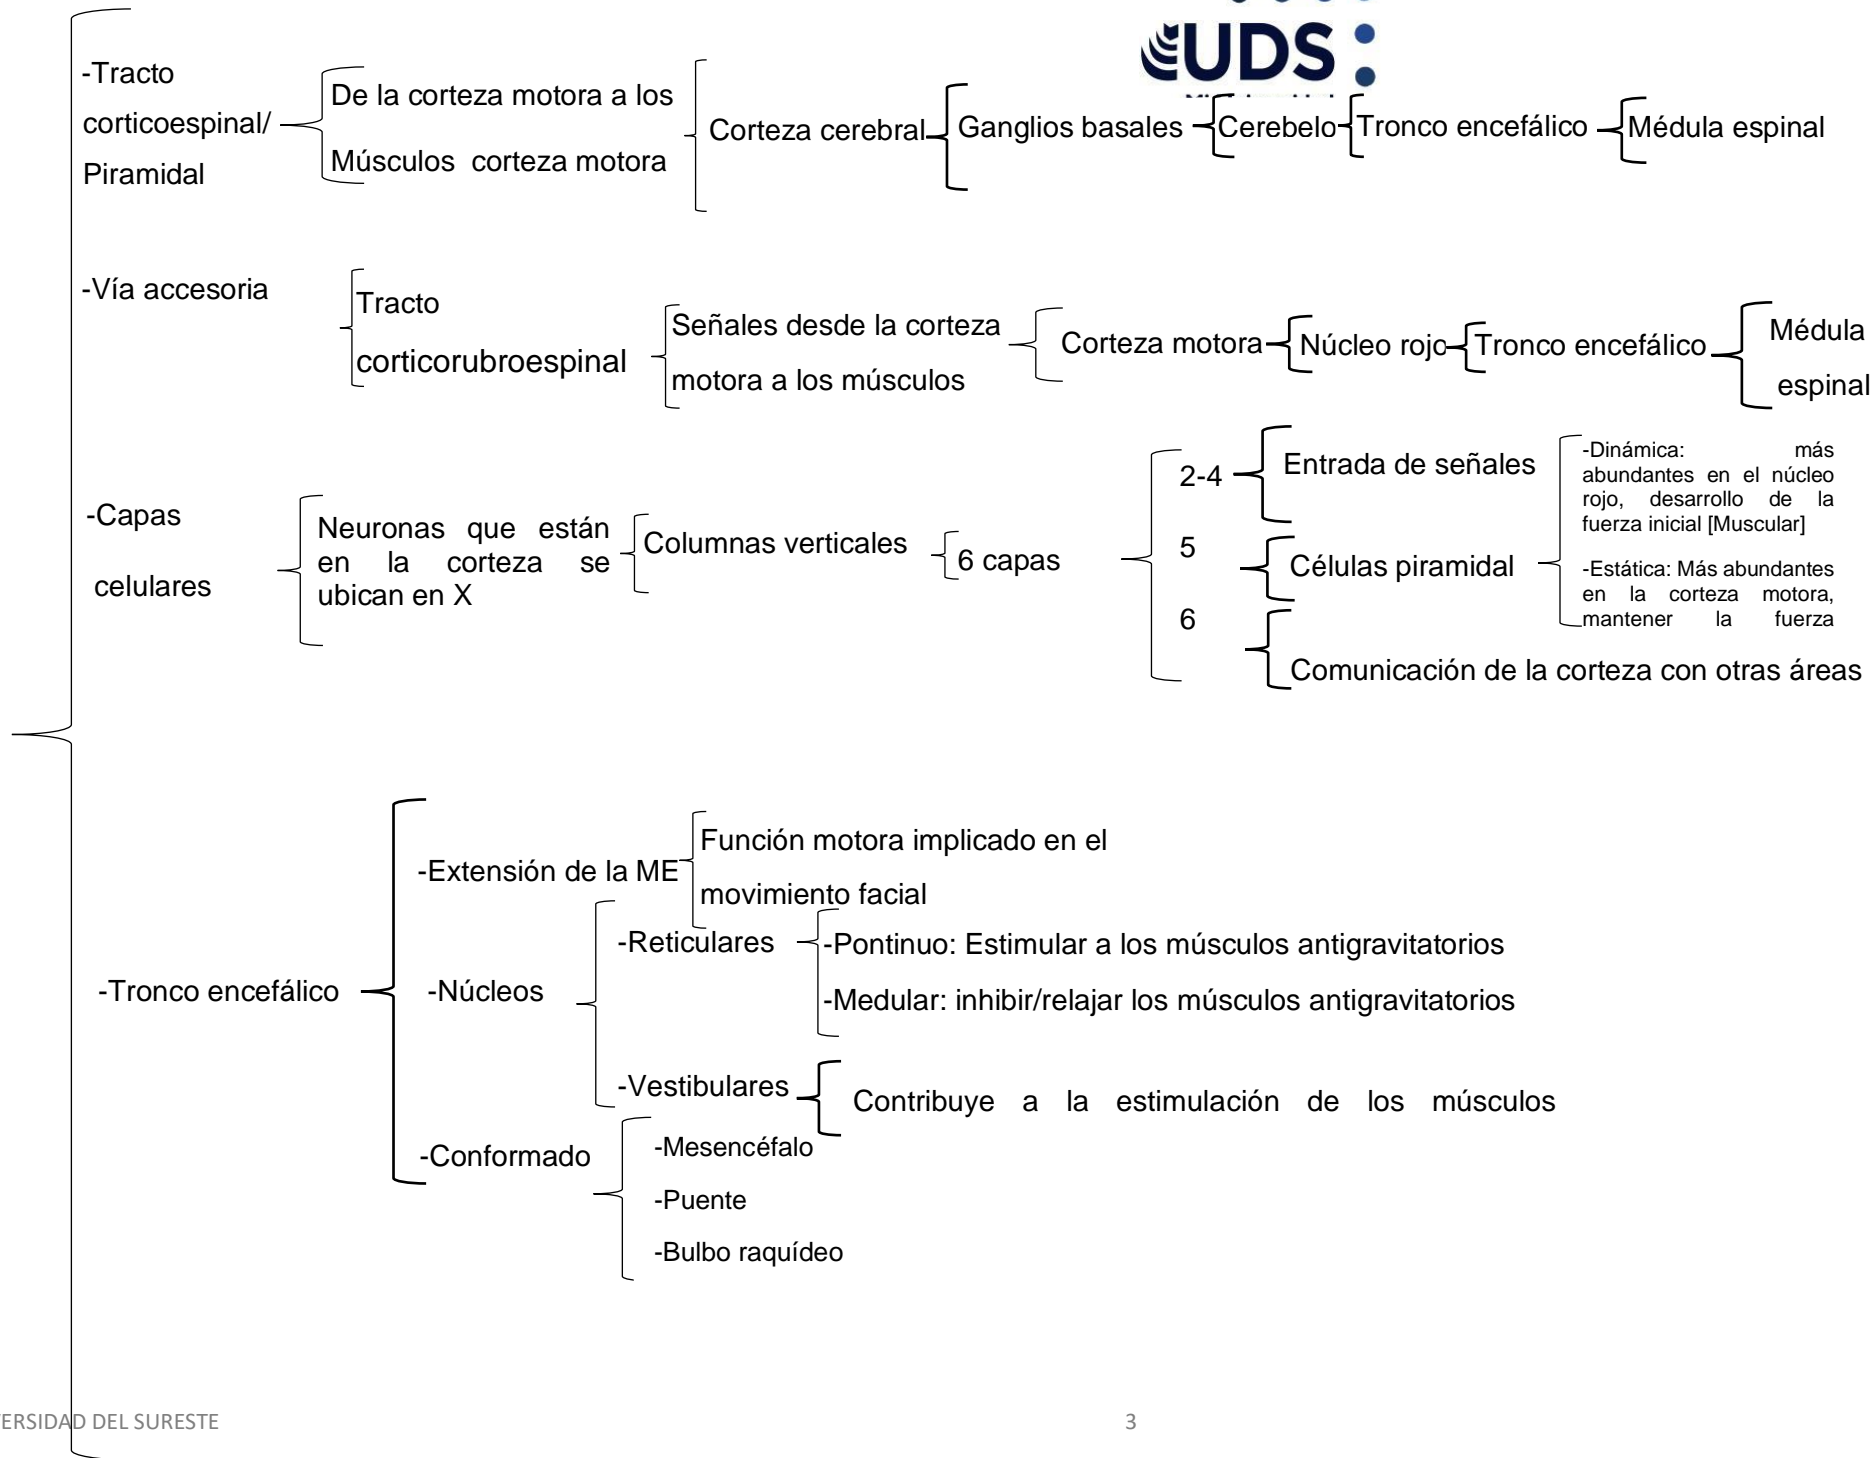 UDS
-Tracto
corticoespinal/
Piramidal
De la corteza motora a los
Músculos corteza motora
Corteza cerebral
Ganglios basales
Cerebelo
Tronco encefálico
Médula espinal
-Vía accesoria
Tracto
corticorubroespinal
Señales desde la corteza
motora a los músculos
Corteza motora
Núcleo rojo
Tronco encefálico
Médula
espinal
-Capas
celulares
Neuronas que están
en la corteza se
ubican en X
Columnas verticales
6 capas
2-4
Entrada de señales
5
Células piramidal
-Dinámica: más
abundantes en el núcleo
rojo, desarrollo de la
fuerza inicial [Muscular]
-Estática: Más abundantes
en la corteza motora,
mantener la fuerza
6
Comunicación de la corteza con otras áreas
-Tronco encefálico
-Extensión de la ME
Función motora implicado en el
movimiento facial
-Núcleos
-Reticulares
-Pontinuo: Estimular a los músculos antigravitatorios
-Medular: inhibir/relajar los músculos antigravitatorios
-Vestibulares
Contribuye a la estimulación de los músculos
-Conformado
-Mesencéfalo
-Puente
-Bulbo raquídeo
ERSIDAD DEL SURESTE
3